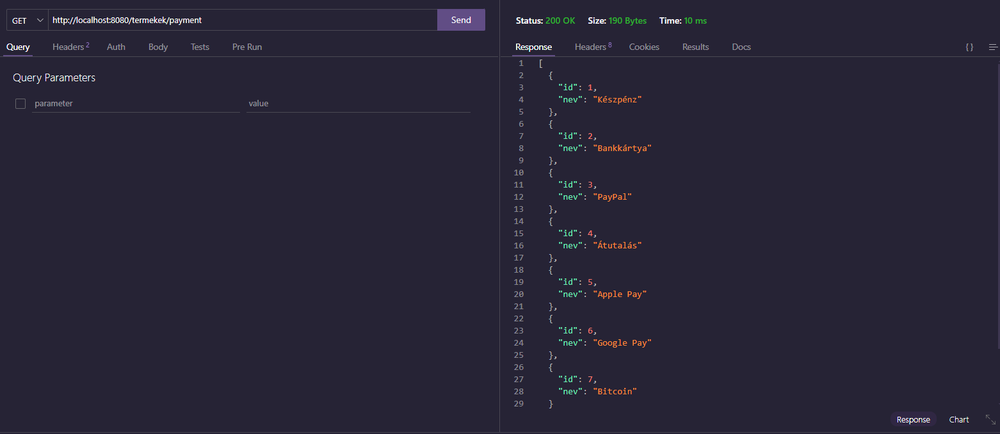 GET http://localhost:8080/termekek/payment Send
Query Headers 2 Auth Body Tests Pre Run
Query Parameters
parameter value
Status: 200 OK Size: 190 Bytes Time: 10 ms
Response Headers 8 Cookies Results Docs { }
1 [
2 {
3 "id": 1,
4 "nev": "Készpénz"
5 },
6 {
7 "id": 2,
8 "nev": "Bankkártya"
9 },
10 {
11 "id": 3,
12 "nev": "PayPal"
13 },
14 {
15 "id": 4,
16 "nev": "Átutalás"
17 },
18 {
19 "id": 5,
20 "nev": "Apple Pay"
21 },
22 {
23 "id": 6,
24 "nev": "Google Pay"
25 },
26 {
27 "id": 7,
28 "nev": "Bitcoin"
29 }
Response Chart